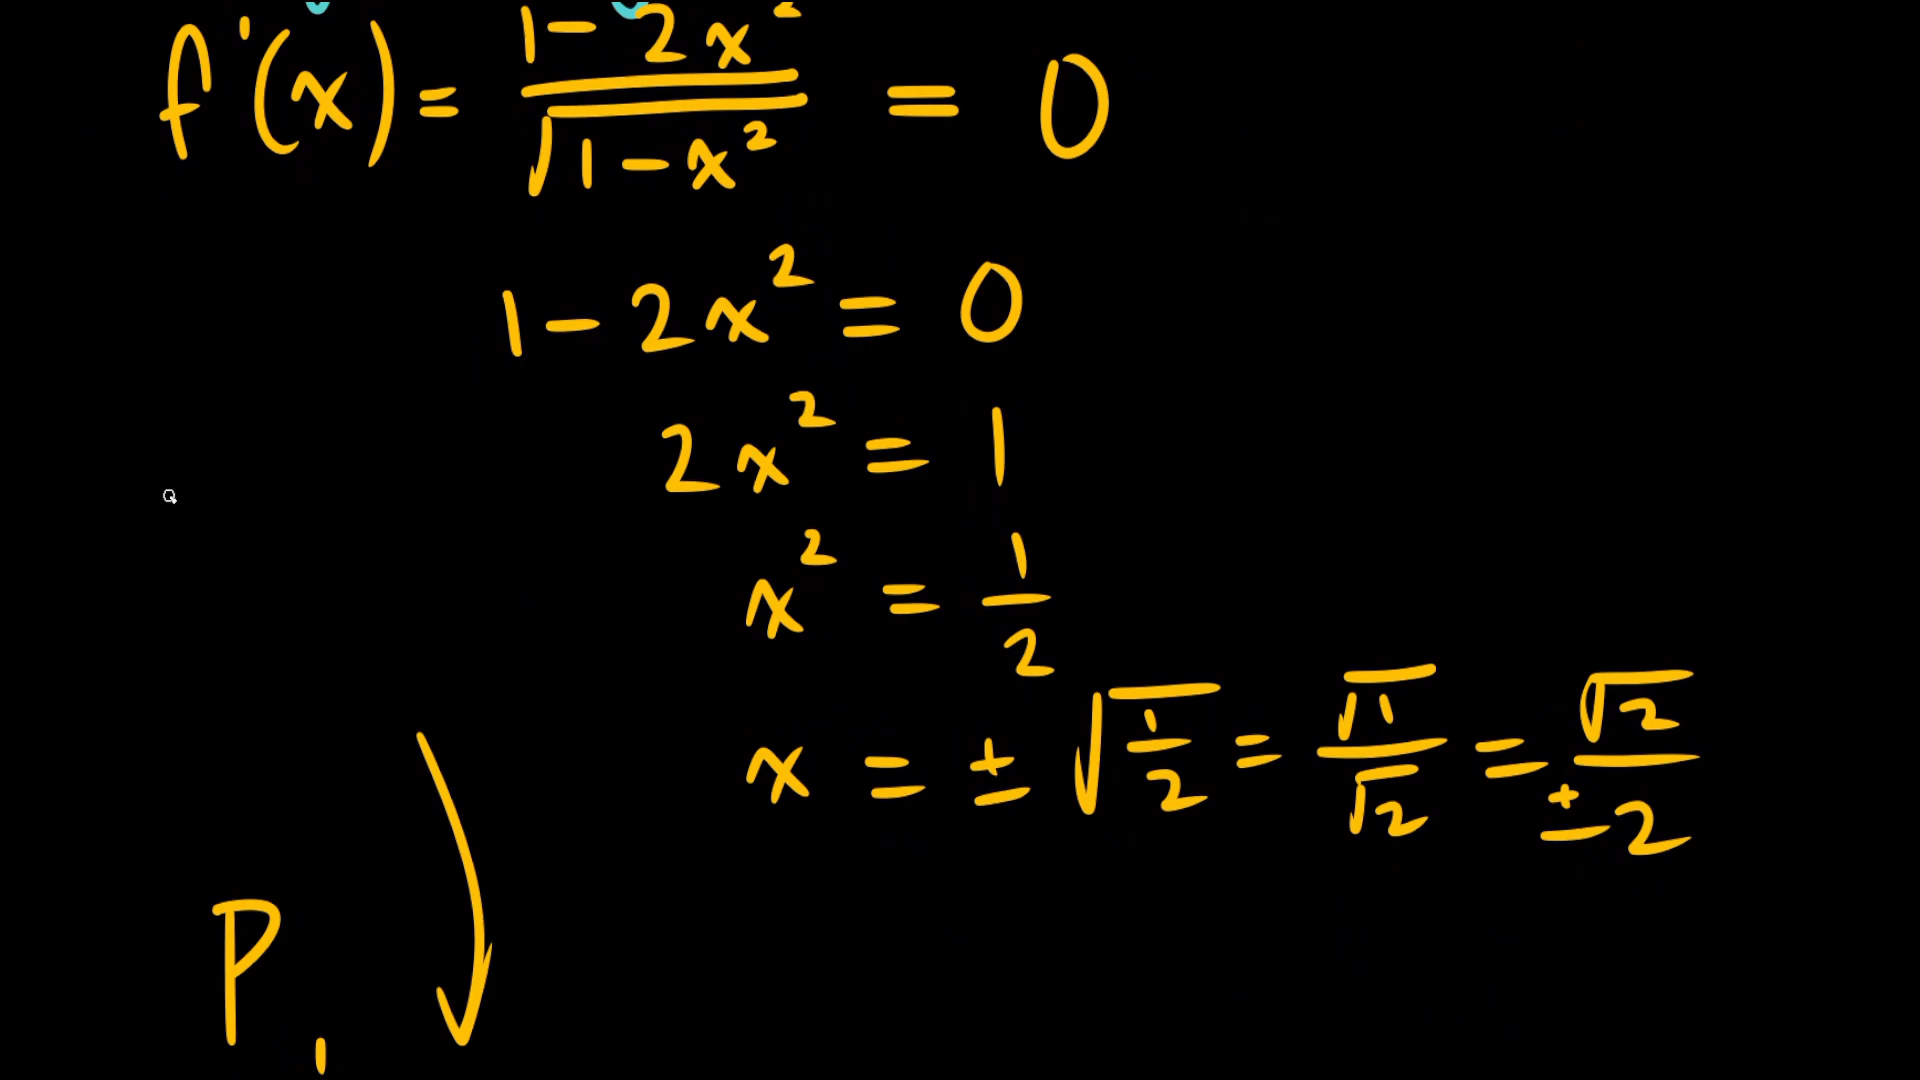 f'(x) = (1 - 2x²)/√(1 - x²) = 0
1 - 2x² = 0
2x² = 1
x² = 1/2
x = ± √(1/2) = √1/√2 = ± √2/2
P₁